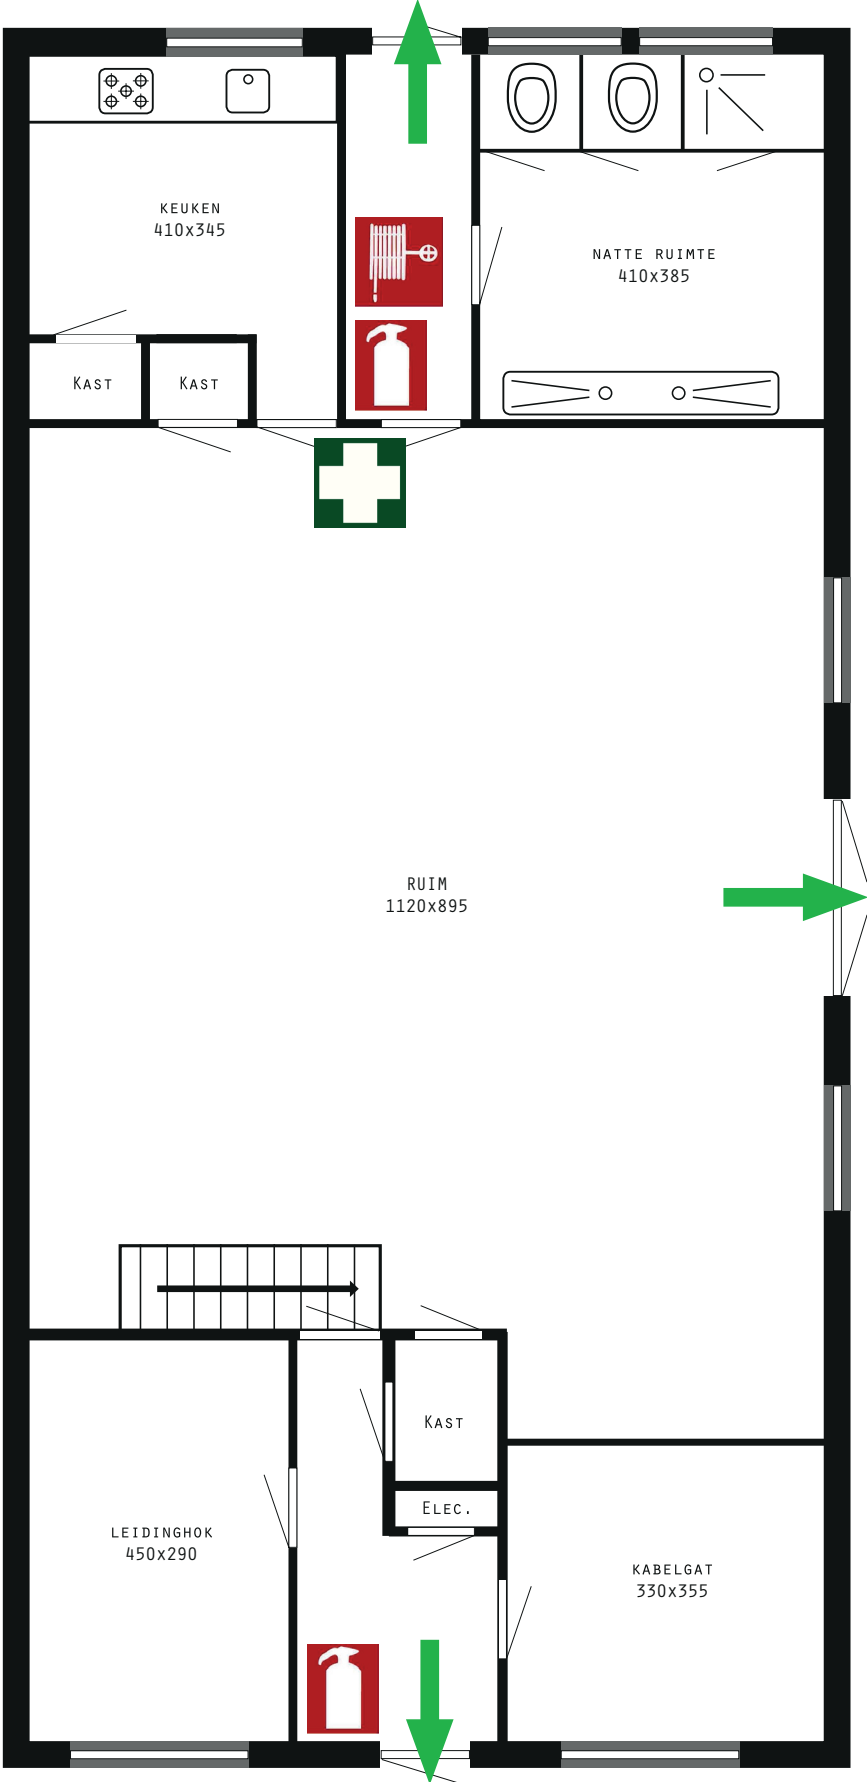 KEUKEN
410x345
NATTE RUIMTE
410x385
KAST
KAST
RUIM
1120x895
KAST
ELEC.
LEIDINGHOK
450x290
KABELGAT
330x355